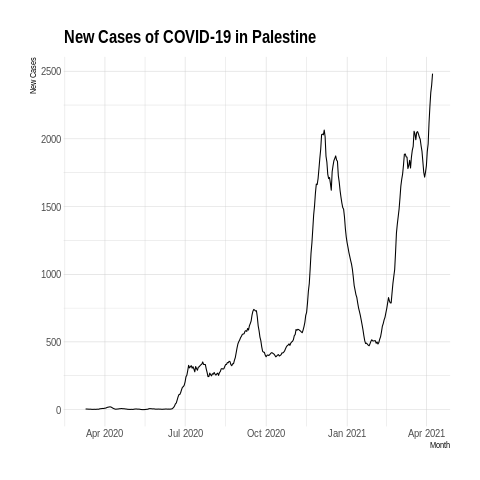 New Cases of COVID-19 in Palestine
New Cases
2500
2000
1500
1000
500
0
Apr 2020 Jul 2020 Oct 2020 Jan 2021 Apr 2021
Month